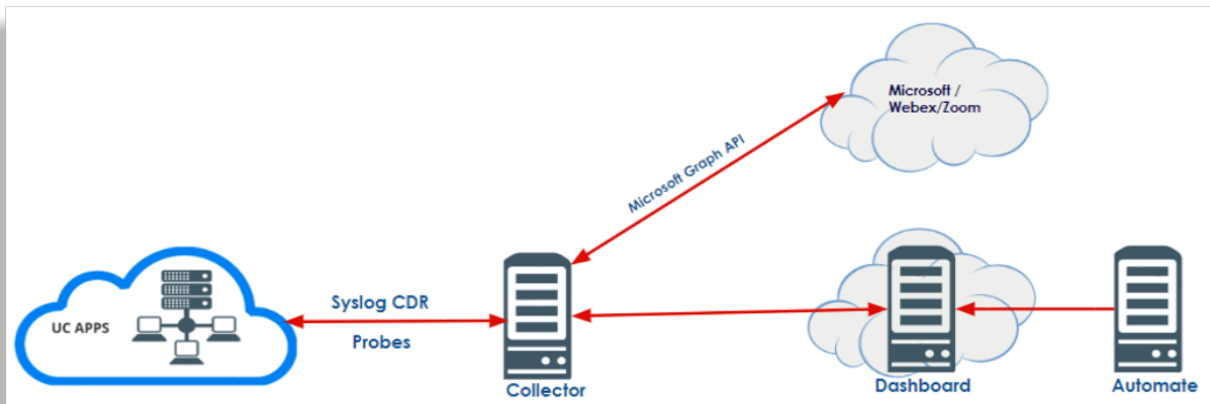 Microsoft /
Webex/Zoom
Microsoft Graph API
UC APPS
Syslog CDR
Probes
Collector
Dashboard
Automate